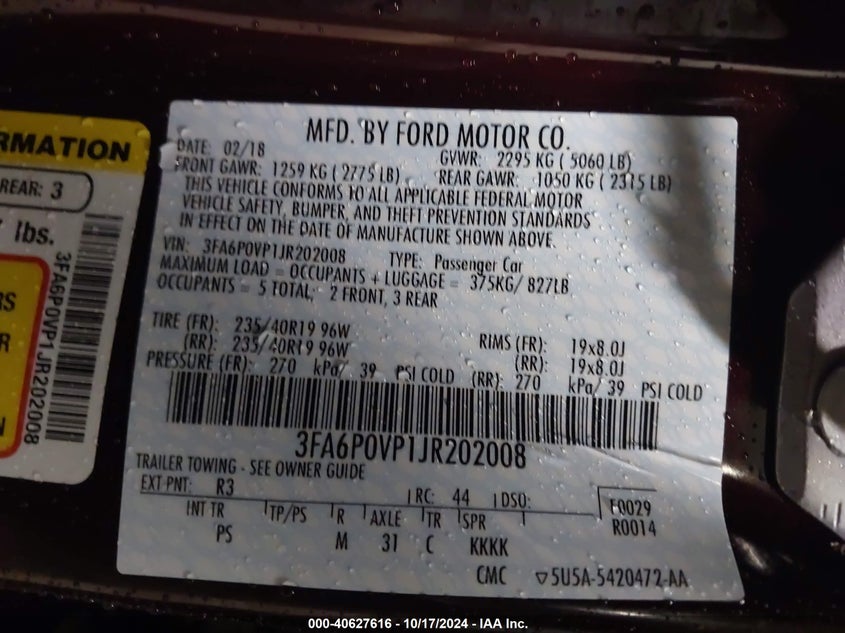 RMATION
REAR: 3
lbs.
RS
R
N
3FA6P0VP1JR202008
MFD. BY FORD MOTOR CO.
DATE: 02/18 GVWR: 2295 KG ( 5060 LB)
FRONT GAWR: 1259 KG ( 2775 LB) REAR GAWR: 1050 KG ( 2315 LB)
THIS VEHICLE CONFORMS TO ALL APPLICABLE FEDERAL MOTOR
VEHICLE SAFETY, BUMPER, AND THEFT PREVENTION STANDARDS
IN EFFECT ON THE DATE OF MANUFACTURE SHOWN ABOVE.
VIN: 3FA6P0VP1JR202008 TYPE: Passenger Car
MAXIMUM LOAD = OCCUPANTS + LUGGAGE = 375KG/ 827LB
OCCUPANTS = 5 TOTAL; 2 FRONT, 3 REAR
TIRE (FR): 235/40R19 96W RIMS (FR): 19x8.0J
(RR): 235/40R19 96W (RR): 19x8.0J
PRESSURE (FR): 270 kPa/ 39 PSI COLD (RR): 270 kPa/ 39 PSI COLD
3FA6P0VP1JR202008
TRAILER TOWING - SEE OWNER GUIDE
EXT PNT: R3 RC: 44 DSO: F0029
INT TR TP/PS R AXLE TR SPR R0014
PS M 31 C KKKK
CMC ▽5U5A-5420472-AA
000-40627616 - 10/17/2024 - IAA Inc.